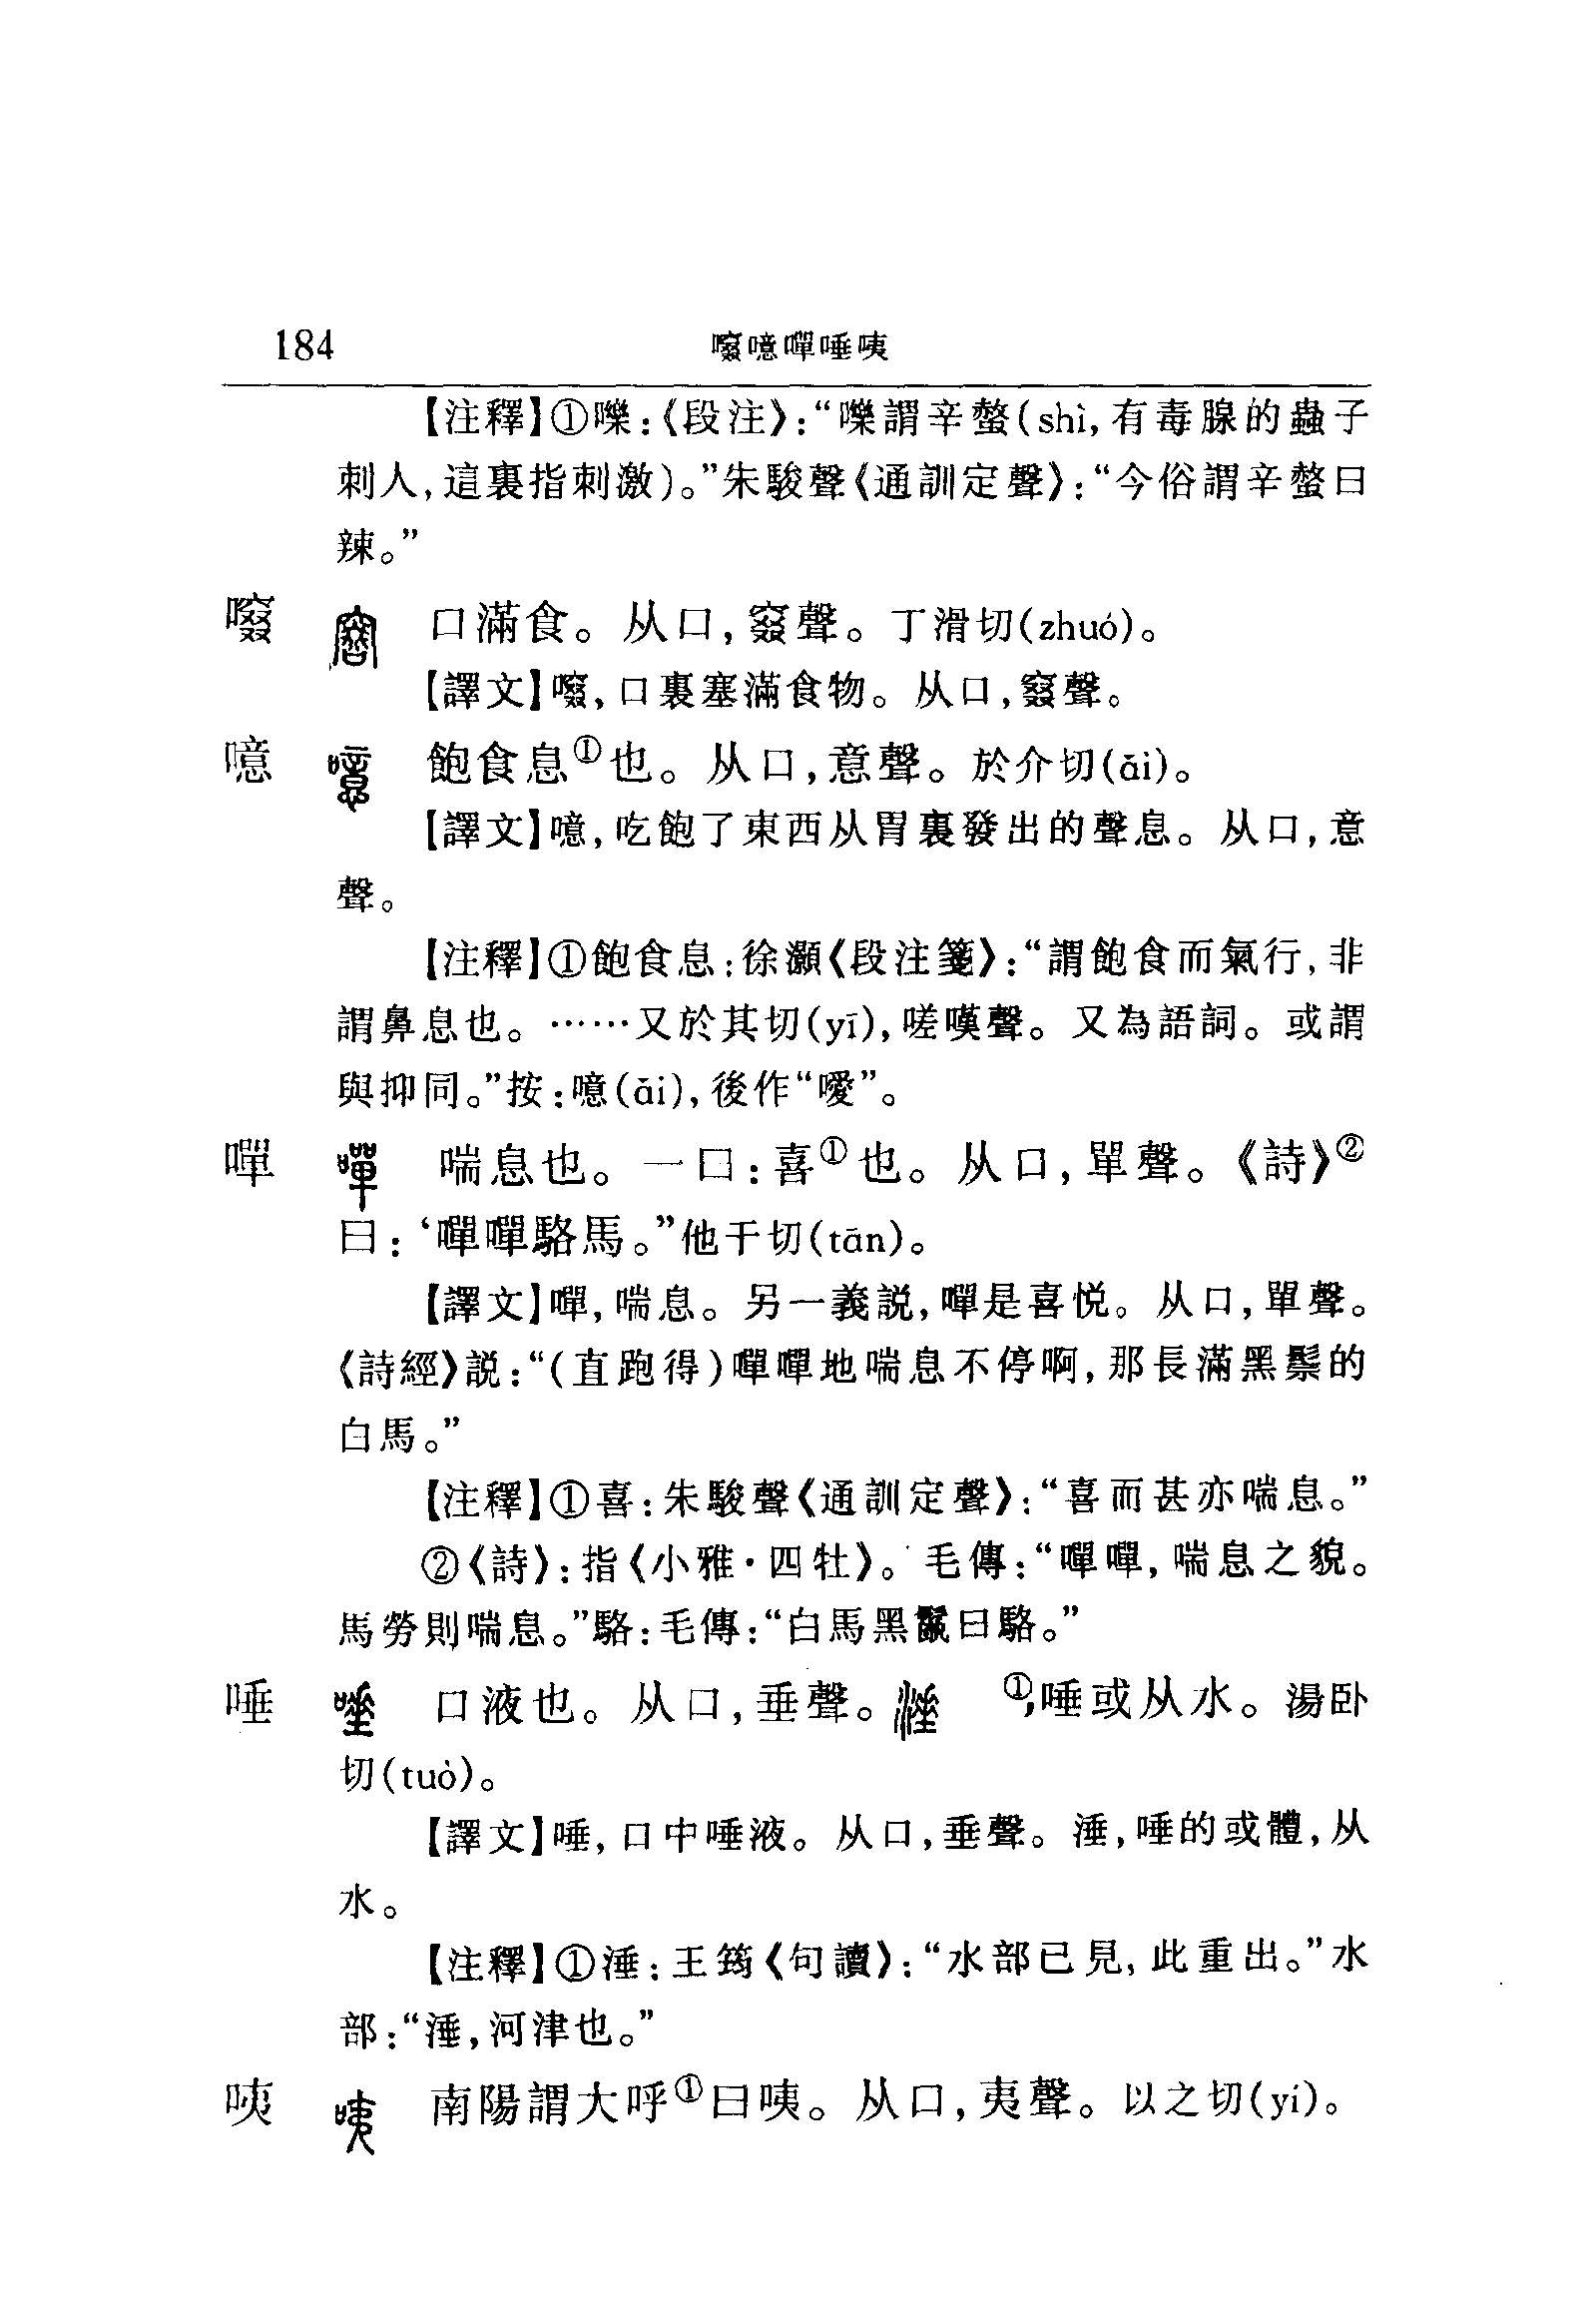 184 噿噫嘽唾咦
【注釋】①嚛:《段注》:“嚛謂辛螫(shì,有毒腺的蟲子
刺人,這裏指刺激)。”朱駿聲《通訓定聲》:“今俗謂辛螫曰
辣。”
窡聲。丁滑切(zhuó)。
【譯文】口裏塞滿食物。从口,窡聲。
噫 飽食息①也。从口,意聲。於介切(ǎi)。
【譯文】噫,吃飽了東西从胃裏發出的聲息。从口,意
聲。
【注釋】①飽食息:徐灝《段注箋》:“謂飽食而氣行,非
謂鼻息也。……又於其切(yī),嗟嘆聲。又為語詞。或謂
與抑同。”按:噫(ǎi),後作“噯”。
嘽 喘息也。一曰:喜①也。从口,單聲。《詩》②
曰:‘嘽嘽駱馬。”他干切(tān)。
【譯文】嘽,喘息。另一義説,嘽是喜悦。从口,單聲。
《詩經》説:“(直跑得)嘽嘽地喘息不停啊,那長滿黑鬃的
白馬。”
【注釋】①喜:朱駿聲《通訓定聲》:“喜而甚亦喘息。”
②《詩》:指《小雅·四牡》。毛傳:“嘽嘽,喘息之貌。
馬勞則喘息。”駱:毛傳:“白馬黑鬣曰駱。”
唾 口液也。从口,垂聲。涶①,唾或从水。湯卧
切(tuò)。
【譯文】唾,口中唾液。从口,垂聲。涶,唾的或體,从
水。
【注釋】①涶:王筠《句讀》:“水部已見,此重出。”水
部:“涶,河津也。”
咦 南陽謂大呼①曰咦。从口,夷聲。以之切(yí)。